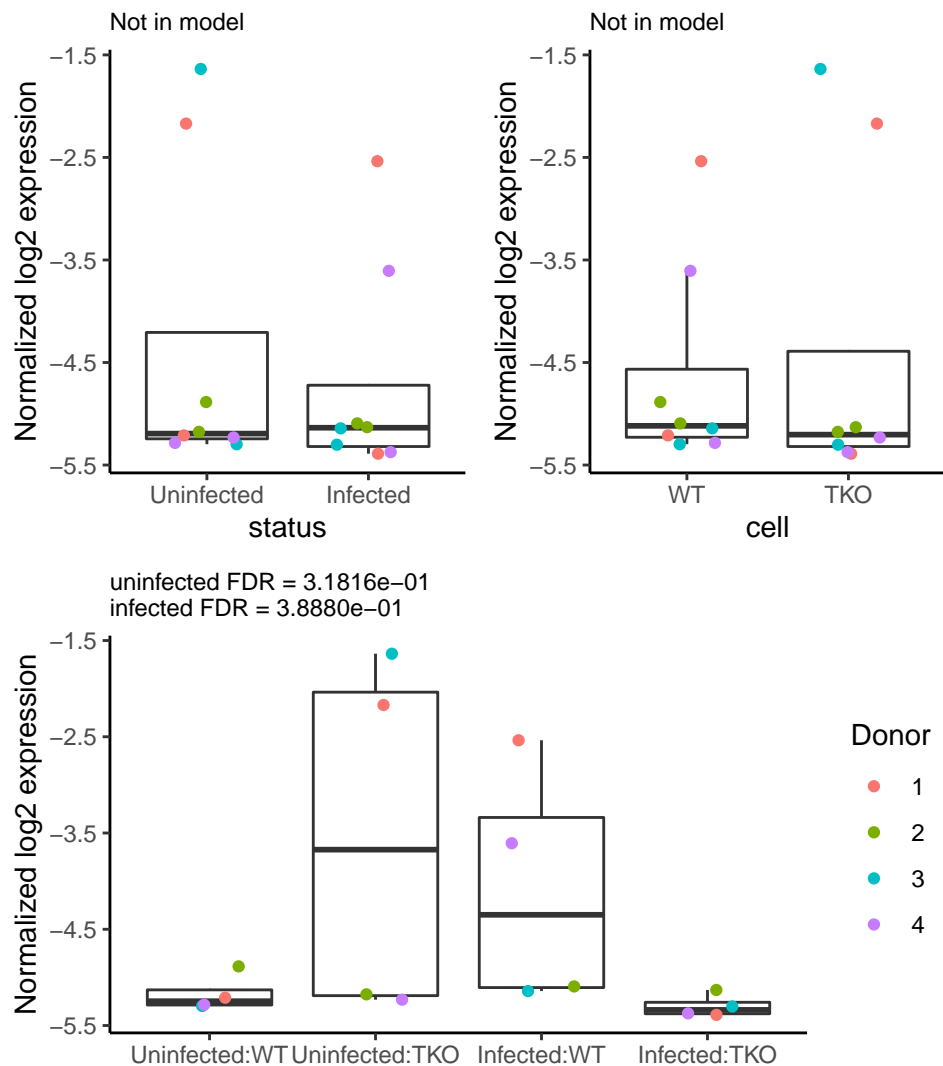 Not in model
Normalized log2 expression
−1.5
−2.5
−3.5
−4.5
−5.5
Uninfected Infected
status
Not in model
Normalized log2 expression
−1.5
−2.5
−3.5
−4.5
−5.5
WT TKO
cell
uninfected FDR = 3.1816e−01
infected FDR = 3.8880e−01
Normalized log2 expression
−1.5
−2.5
−3.5
−4.5
−5.5
Uninfected:WT Uninfected:TKO Infected:WT Infected:TKO
Donor
1
2
3
4